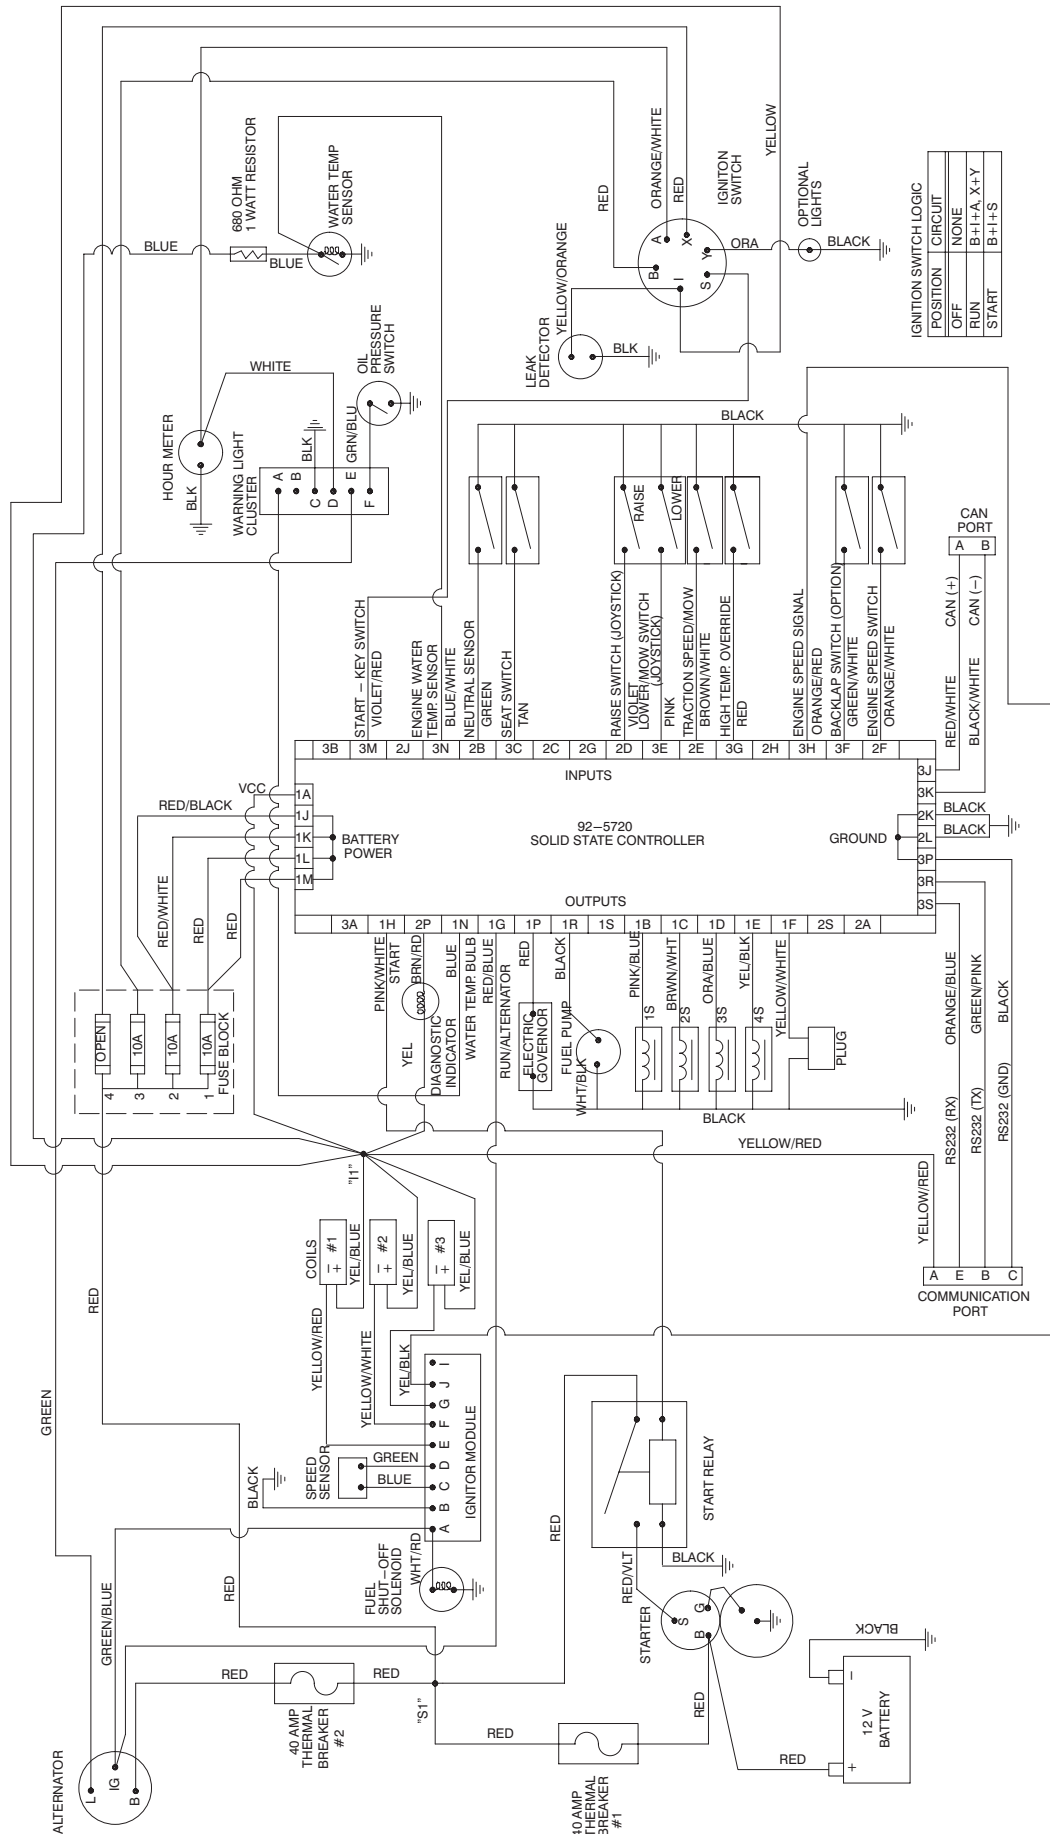 YELLOW
BLUE
680 OHM
1 WATT RESISTOR
BLUE
WATER TEMP
SENSOR
WHITE
OIL
PRESSURE
SWITCH
HOUR METER
BLK
WARNING LIGHT
CLUSTER
BLK
GRN/BLU
A
B
C
D
E
F
RED
ORANGE/WHITE
RED
IGNITON
SWITCH
B
A
X
I
Y
S
ORA
OPTIONAL
LIGHTS
BLACK
YELLOW/ORANGE
LEAK
DETECTOR
BLK
IGNITION SWITCH LOGIC
POSITION CIRCUIT
OFF NONE
RUN B+I+A, X+Y
START B+I+S
BLACK
RAISE
LOWER
START – KEY SWITCH
VIOLET/RED
ENGINE WATER
TEMP. SENSOR
BLUE/WHITE
NEUTRAL SENSOR
GREEN
SEAT SWITCH
TAN
RAISE SWITCH (JOYSTICK)
VIOLET
LOWER/MOW SWITCH
(JOYSTICK)
PINK
TRACTION SPEED/MOW
BROWN/WHITE
HIGH TEMP. OVERRIDE
RED
ENGINE SPEED SIGNAL
ORANGE/RED
BACKLAP SWITCH (OPTION)
GREEN/WHITE
ENGINE SPEED SWITCH
ORANGE/WHITE
CAN
PORT
A B
CAN (+)
CAN (–)
RED/WHITE
BLACK/WHITE
3B 3M 2J 3N 2B 3C 2C 2G 2D 3E 2E 3G 2H 3H 3F 2F
INPUTS
VCC
RED/BLACK
1A
1J
1K
1L
1M
BATTERY
POWER
92–5720
SOLID STATE CONTROLLER
GROUND
3J
3K
2K
2L
3P
3R
3S
BLACK
BLACK
OUTPUTS
3A 1H 2P 1N 1G 1P 1R 1S 1B 1C 1D 1E 1F 2S 2A
RED/WHITE
RED
RED
OPEN
10A
10A
10A
4
3
2
1
FUSE BLOCK
PINK/WHITE
START
BRN/RD
YEL
DIAGNOSTIC
INDICATOR
BLUE
WATER TEMP. BULB
RED/BLUE
RUN/ALTERNATOR
RED
ELECTRIC
GOVERNOR
BLACK
FUEL PUMP
WHT/BLK
PINK/BLUE
1S
BRWN/WHT
2S
ORA/BLUE
3S
YEL/BLK
4S
YELLOW/WHITE
PLUG
BLACK
ORANGE/BLUE
GREEN/PINK
BLACK
RS232 (RX)
RS232 (TX)
RS232 (GND)
YELLOW/RED
YELLOW/RED
A E B C
COMMUNICATION
PORT
"I1"
COILS
– + #1
– + #2
– + #3
YEL/BLUE
YEL/BLUE
YEL/BLUE
RED
YELLOW/RED
YELLOW/WHITE
YEL/BLK
GREEN
I
J
G
F
E
D
C
B
A
IGNITOR MODULE
SPEED
SENSOR
GREEN
BLUE
BLACK
WHT/RD
FUEL
SHUT–OFF
SOLENOID
RED
START RELAY
BLACK
RED/VLT
STARTER
S
G
B
BLACK
GREEN/BLUE
RED
RED
40 AMP
THERMAL
BREAKER
#2
RED
"S1"
RED
40 AMP
THERMAL
BREAKER
#1
RED
RED
–
12 V
BATTERY
+
ALTERNATOR
L
IG
B